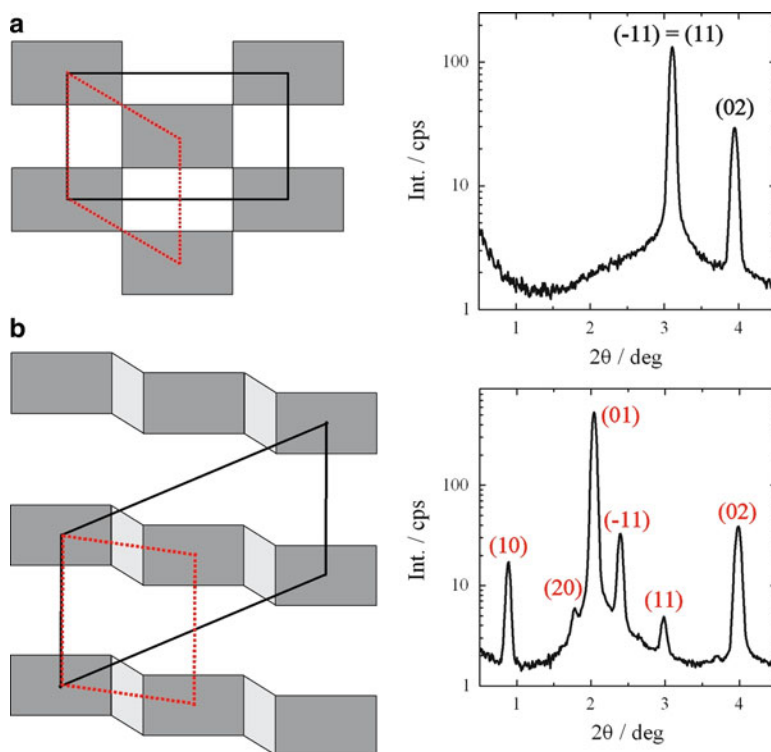 a
(-11) = (11)
(02)
100
10
1
Int. / cps
1 2 3 4
2θ / deg
b
(01)
(-11)
(02)
(10)
(20)
(11)
100
10
1
Int. / cps
1 2 3 4
2θ / deg